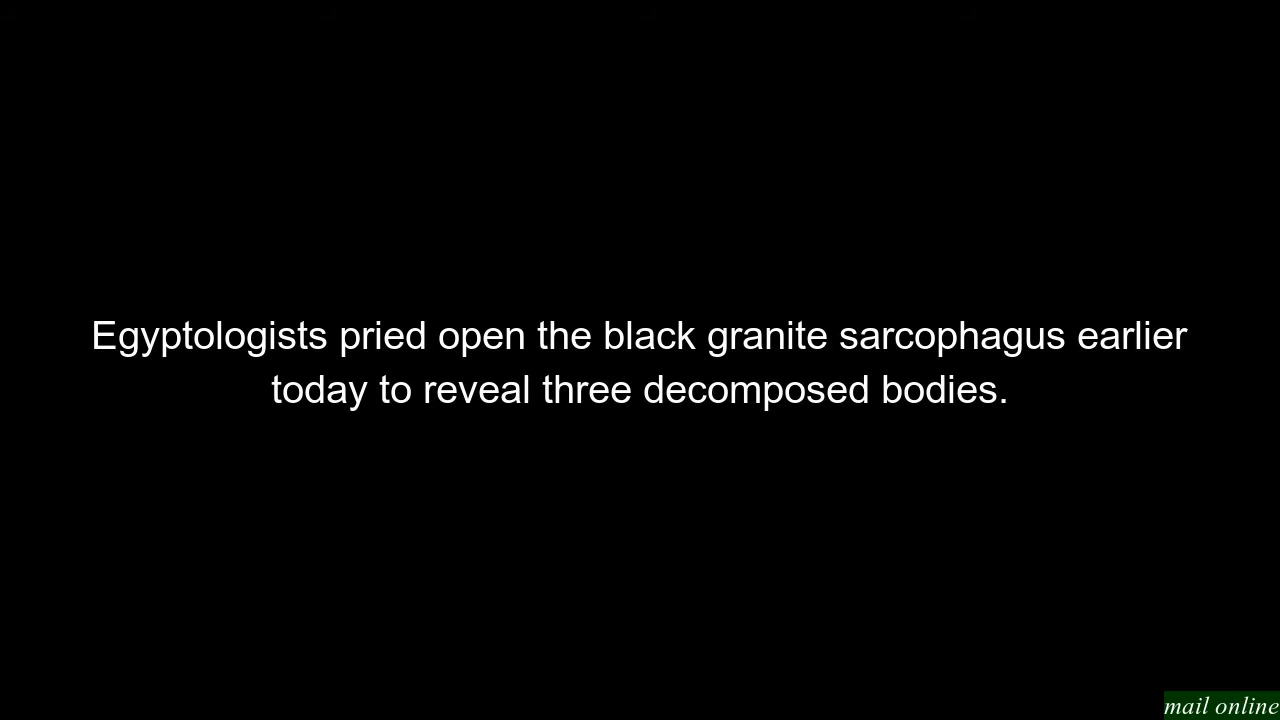 Egyptologists pried open the black granite sarcophagus earlier
today to reveal three decomposed bodies.
mail online